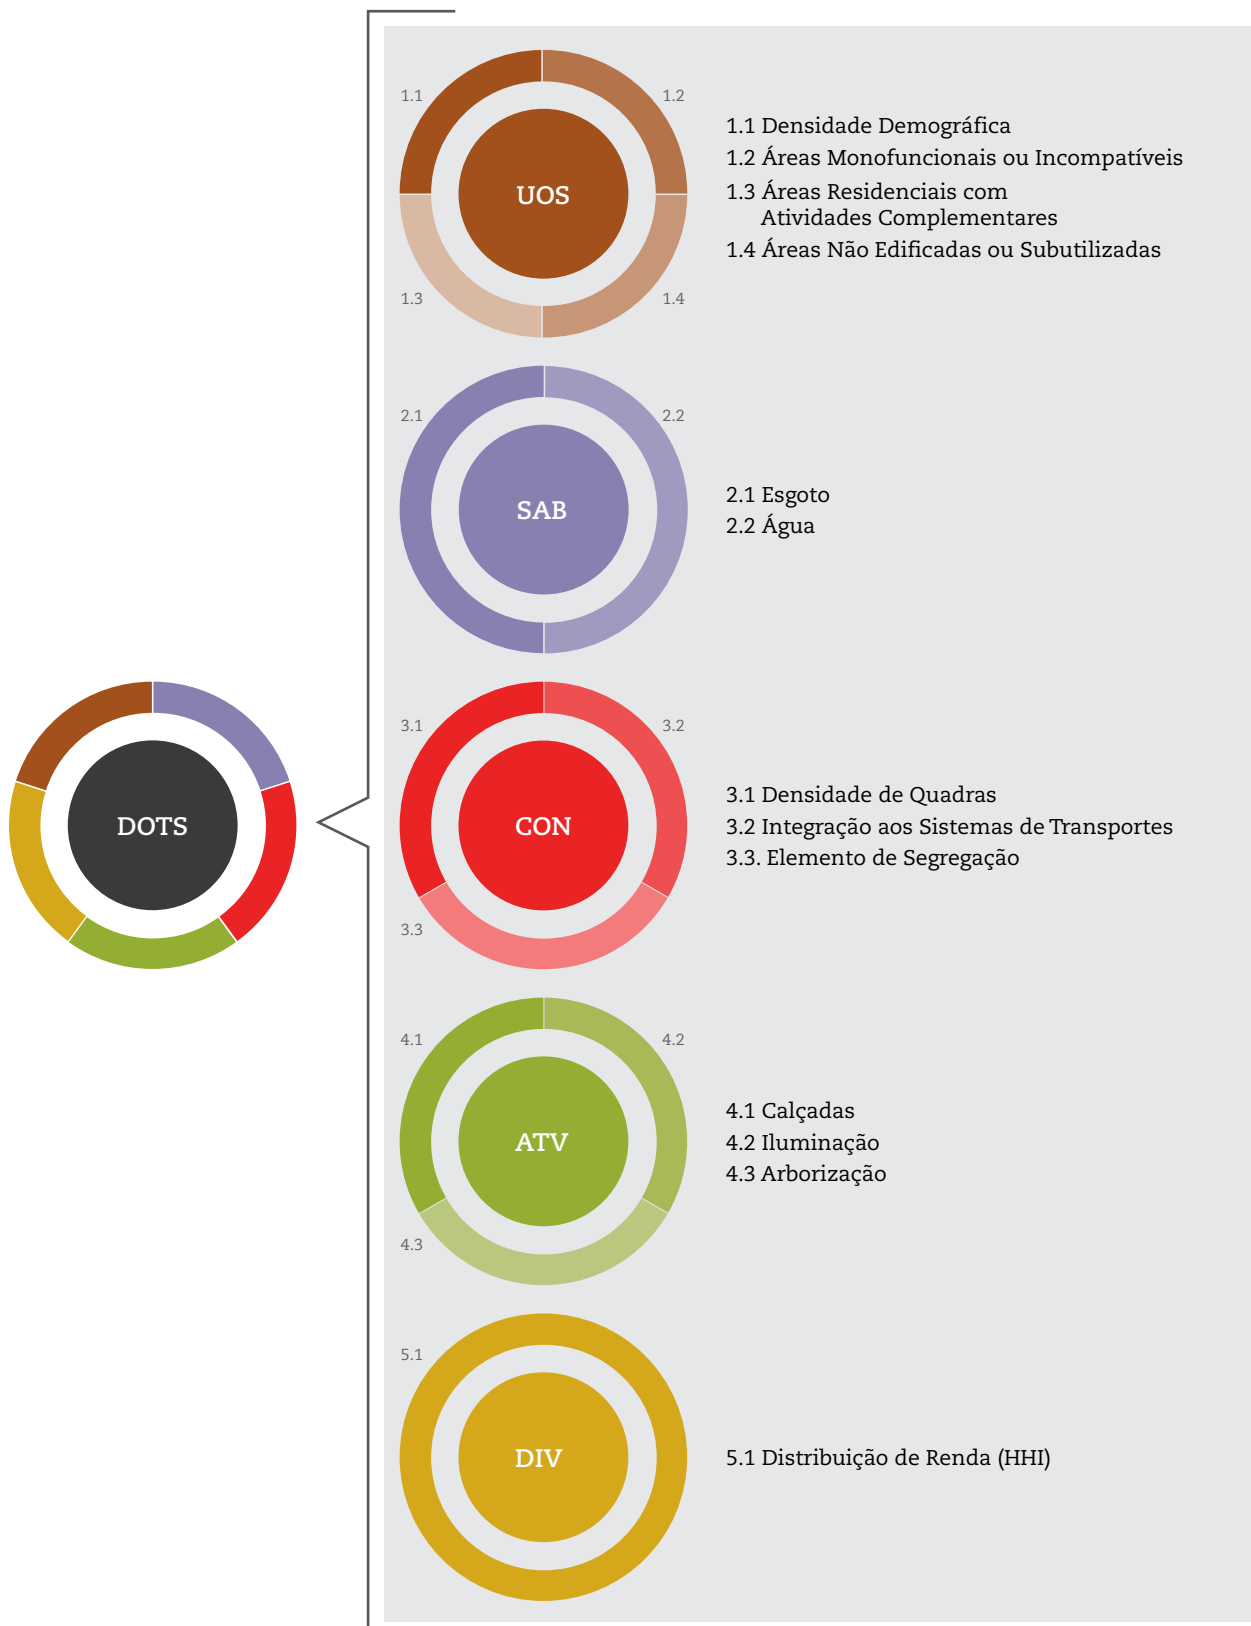 DOTS
1.1
1.2
UOS
1.3
1.4
1.1 Densidade Demográfica
1.2 Áreas Monofuncionais ou Incompatíveis
1.3 Áreas Residenciais com
Atividades Complementares
1.4 Áreas Não Edificadas ou Subutilizadas
2.1
2.2
SAB
2.1 Esgoto
2.2 Água
3.1
3.2
CON
3.3
3.1 Densidade de Quadras
3.2 Integração aos Sistemas de Transportes
3.3. Elemento de Segregação
4.1
4.2
ATV
4.3
4.1 Calçadas
4.2 Iluminação
4.3 Arborização
5.1
DIV
5.1 Distribuição de Renda (HHI)